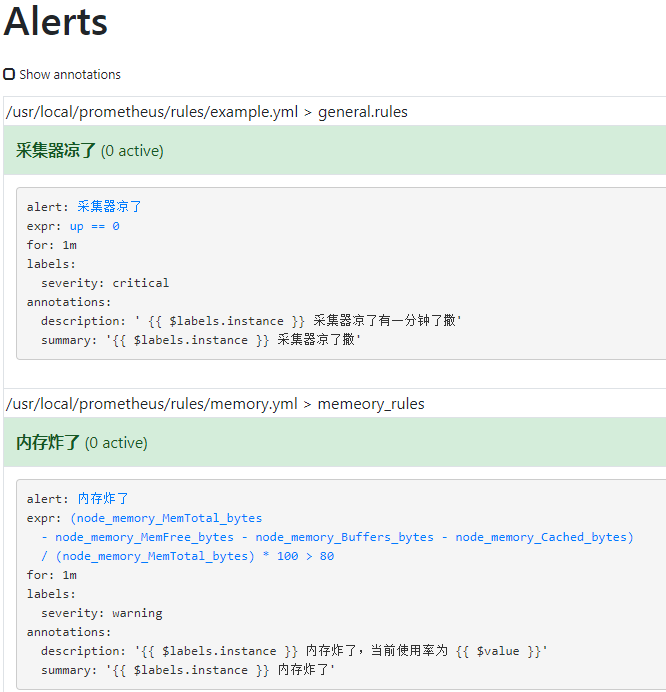 Alerts
Show annotations
/usr/local/prometheus/rules/example.yml > general.rules
采集器凉了 (0 active)
alert: 采集器凉了
expr: up == 0
for: 1m
labels:
  severity: critical
annotations:
  description: ' {{ $labels.instance }} 采集器凉了有一分钟了撒'
  summary: '{{ $labels.instance }} 采集器凉了撒'
/usr/local/prometheus/rules/memory.yml > memeory_rules
内存炸了 (0 active)
alert: 内存炸了
expr: (node_memory_MemTotal_bytes
  - node_memory_MemFree_bytes - node_memory_Buffers_bytes - node_memory_Cached_bytes)
  / (node_memory_MemTotal_bytes) * 100 > 80
for: 1m
labels:
  severity: warning
annotations:
  description: '{{ $labels.instance }} 内存炸了，当前使用率为 {{ $value }}'
  summary: '{{ $labels.instance }} 内存炸了'